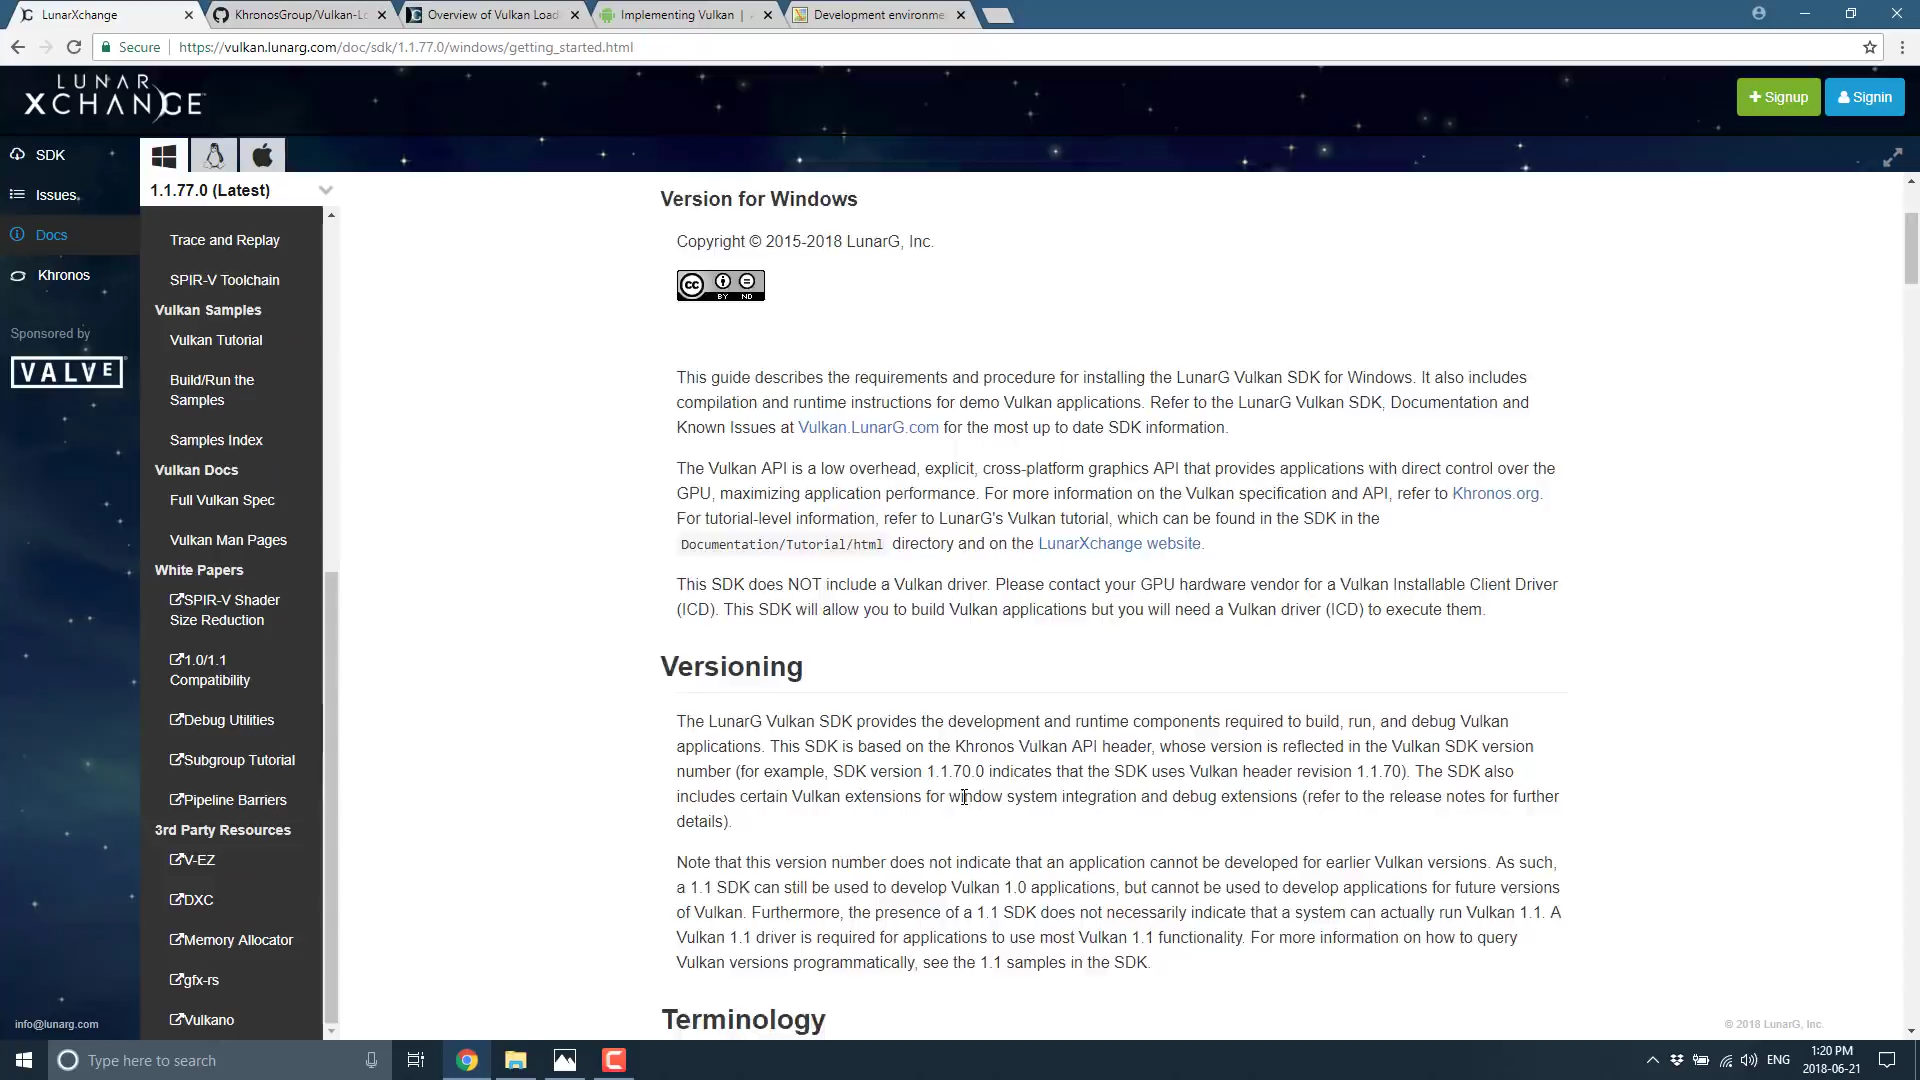 LunarXchange
KhronosGroup/Vulkan-Lo
Overview of Vulkan Load
Implementing Vulkan |
Development environme
Secure
https://vulkan.lunarg.com/doc/sdk/1.1.77.0/windows/getting_started.html
LUNAR
XCHANGE
Signup
Signin
SDK
Issues
Docs
Khronos
Sponsored by
VALVE
info@lunarg.com
1.1.77.0 (Latest)
Trace and Replay
SPIR-V Toolchain
Vulkan Samples
Vulkan Tutorial
Build/Run the
Samples
Samples Index
Vulkan Docs
Full Vulkan Spec
Vulkan Man Pages
White Papers
SPIR-V Shader
Size Reduction
1.0/1.1
Compatibility
Debug Utilities
Subgroup Tutorial
Pipeline Barriers
3rd Party Resources
V-EZ
DXC
Memory Allocator
gfx-rs
Vulkano
Version for Windows
Copyright © 2015-2018 LunarG, Inc.
cc BY ND
This guide describes the requirements and procedure for installing the LunarG Vulkan SDK for Windows. It also includes
compilation and runtime instructions for demo Vulkan applications. Refer to the LunarG Vulkan SDK, Documentation and
Known Issues at Vulkan.LunarG.com for the most up to date SDK information.
The Vulkan API is a low overhead, explicit, cross-platform graphics API that provides applications with direct control over the
GPU, maximizing application performance. For more information on the Vulkan specification and API, refer to Khronos.org.
For tutorial-level information, refer to LunarG's Vulkan tutorial, which can be found in the SDK in the
Documentation/Tutorial/html directory and on the LunarXchange website.
This SDK does NOT include a Vulkan driver. Please contact your GPU hardware vendor for a Vulkan Installable Client Driver
(ICD). This SDK will allow you to build Vulkan applications but you will need a Vulkan driver (ICD) to execute them.
Versioning
The LunarG Vulkan SDK provides the development and runtime components required to build, run, and debug Vulkan
applications. This SDK is based on the Khronos Vulkan API header, whose version is reflected in the Vulkan SDK version
number (for example, SDK version 1.1.70.0 indicates that the SDK uses Vulkan header revision 1.1.70). The SDK also
includes certain Vulkan extensions for window system integration and debug extensions (refer to the release notes for further
details).
Note that this version number does not indicate that an application cannot be developed for earlier Vulkan versions. As such,
a 1.1 SDK can still be used to develop Vulkan 1.0 applications, but cannot be used to develop applications for future versions
of Vulkan. Furthermore, the presence of a 1.1 SDK does not necessarily indicate that a system can actually run Vulkan 1.1. A
Vulkan 1.1 driver is required for applications to use most Vulkan 1.1 functionality. For more information on how to query
Vulkan versions programmatically, see the 1.1 samples in the SDK.
Terminology
© 2018 LunarG, Inc.
Type here to search
ENG
1:20 PM
2018-06-21